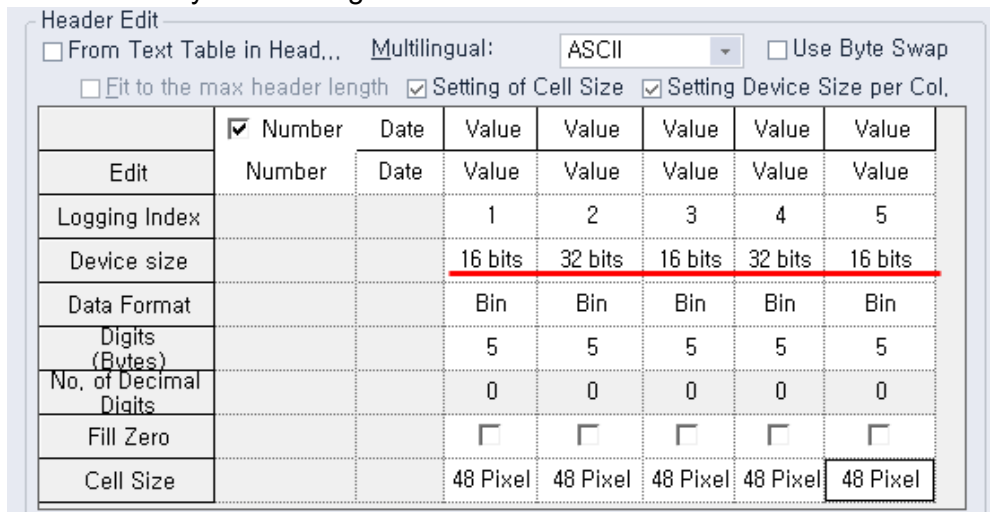 Header Edit
From Text Table in Head,,, Multilingual: ASCII Use Byte Swap
Fit to the max header length Setting of Cell Size Setting Device Size per Col,
Number Date Value Value Value Value Value
Edit Number Date Value Value Value Value Value
Logging Index 1 2 3 4 5
Device size 16 bits 32 bits 16 bits 32 bits 16 bits
Data Format Bin Bin Bin Bin Bin
Digits
(Bytes) 5 5 5 5 5
No, of Decimal
Digits 0 0 0 0 0
Fill Zero
Cell Size 48 Pixel 48 Pixel 48 Pixel 48 Pixel 48 Pixel